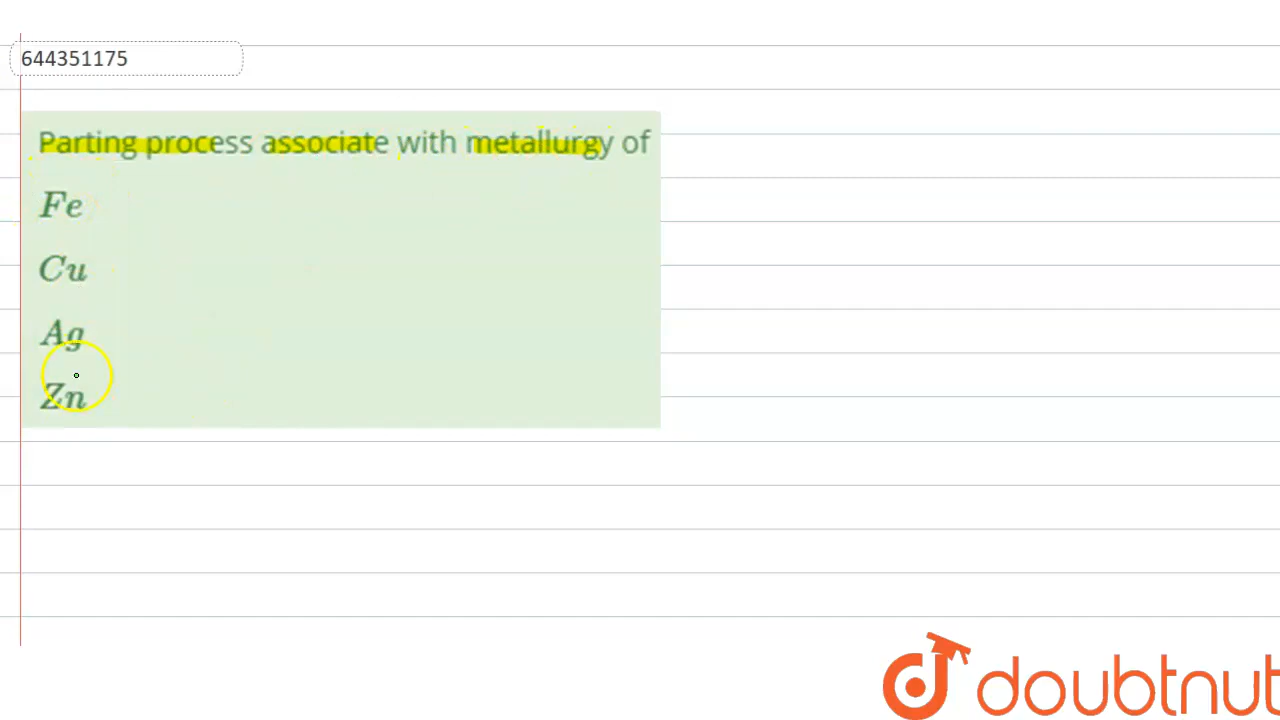 644351175
Parting process associate with metallurgy of
Fe
Cu
Ag
Zn
doubtnut